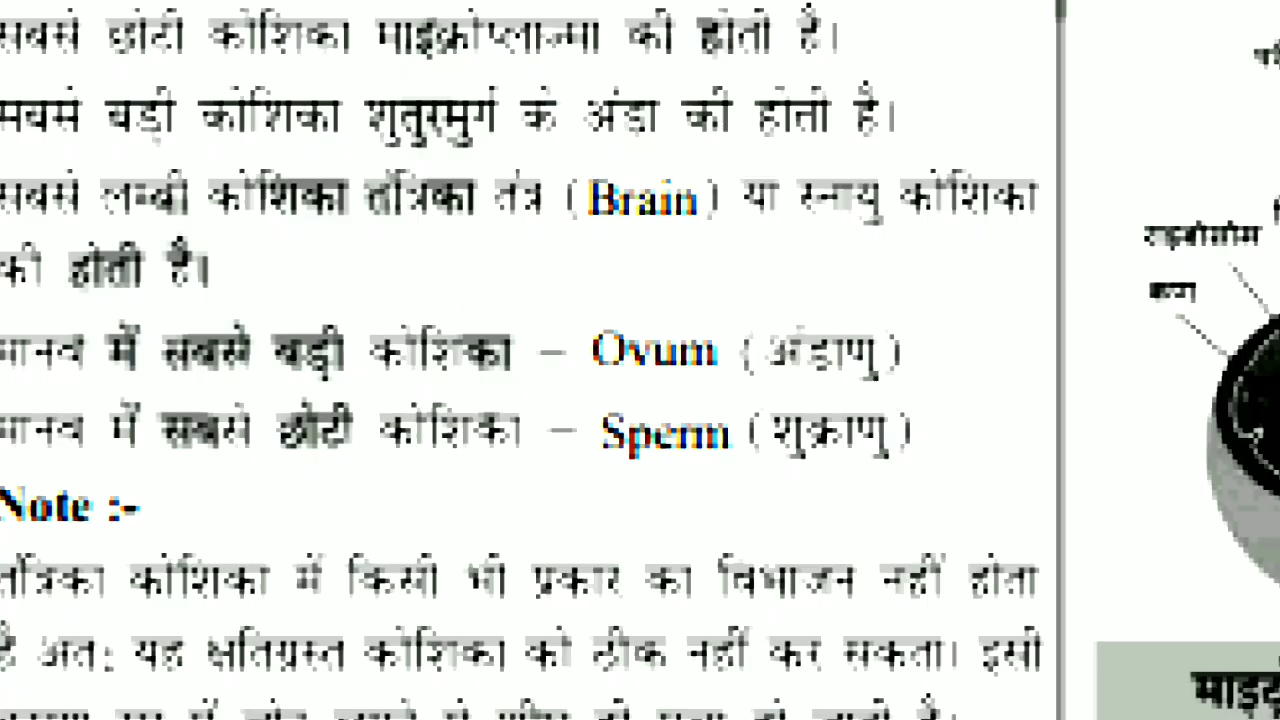 सबसे छोटी कोशिका माइक्रोप्लाज्मा की होती है।
सबसे बड़ी कोशिका शुतुरमुर्ग के अंडा की होती है।
सबसे लम्बी कोशिका तंत्रिका तंत्र (Brain) या स्नायु कोशिका
की होती है।
मानव में सबसे बड़ी कोशिका – Ovum (अंडाणु)
मानव में सबसे छोटी कोशिका – Sperm (शुक्राणु)
Note :-
तंत्रिका कोशिका में किसी भी प्रकार का विभाजन नहीं होता
है अतः यह क्षतिग्रस्त कोशिका को ठीक नहीं कर सकता। इसी
राइबोसोम
कण